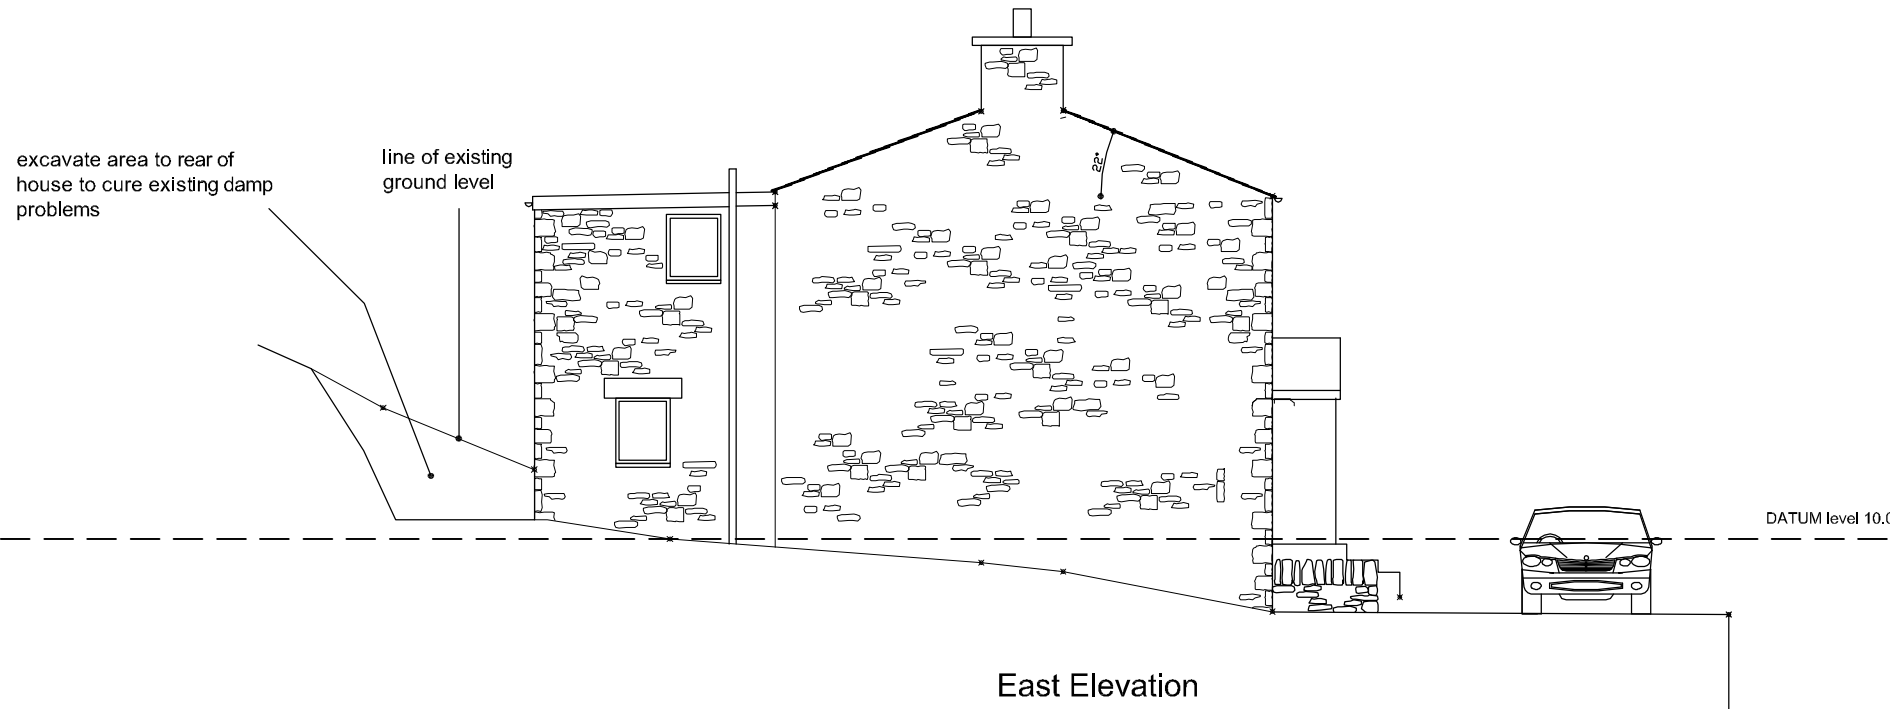 excavate area to rear of
house to cure existing damp
problems
line of existing
ground level
22°
DATUM level 10.0
East Elevation